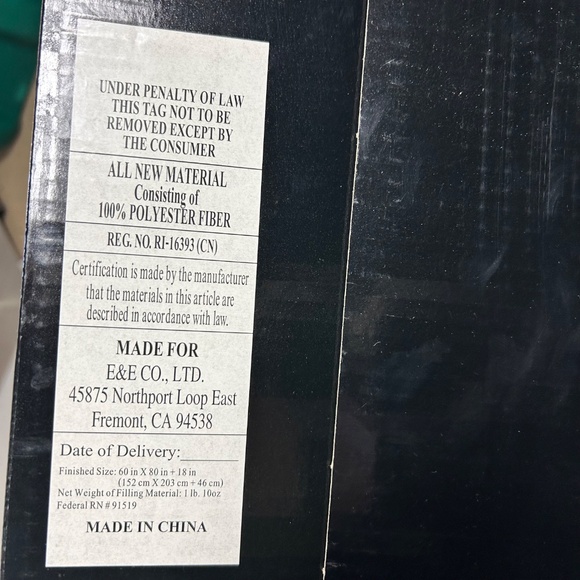 UNDER PENALTY OF LAW
THIS TAG NOT TO BE
REMOVED EXCEPT BY
THE CONSUMER
ALL NEW MATERIAL
Consisting of
100% POLYESTER FIBER
REG. NO. RI-16393 (CN)
Certification is made by the manufacturer
that the materials in this article are
described in accordance with law.
MADE FOR
E&E CO., LTD.
45875 Northport Loop East
Fremont, CA 94538
Date of Delivery:______
Finished Size: 60 in X 80 in + 18 in
(152 cm X 203 cm + 46 cm)
Net Weight of Filling Material: 1 lb. 10oz
Federal RN # 91519
MADE IN CHINA